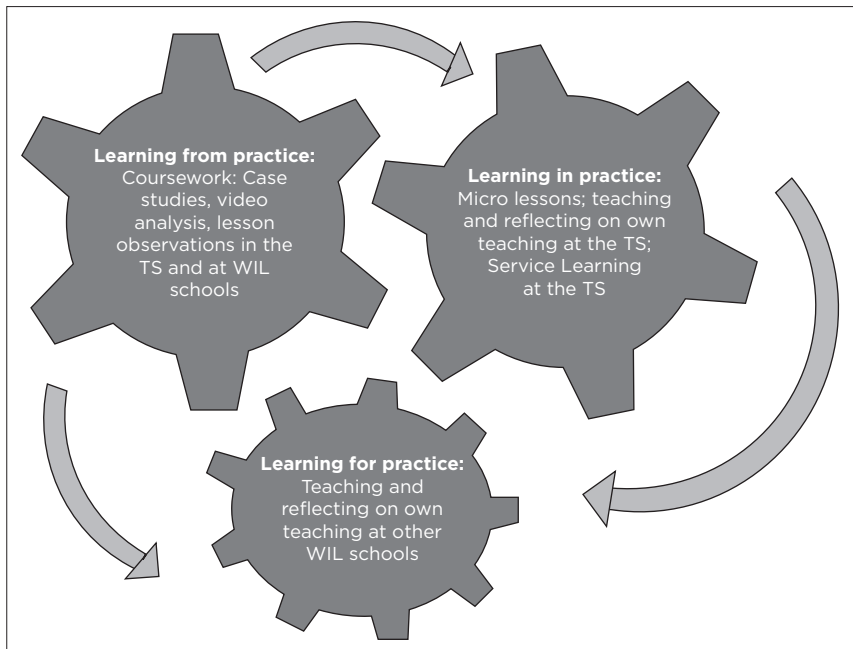 Learning from practice:
Coursework: Case
studies, video
analysis, lesson
observations in the
TS and at WIL
schools
Learning in practice:
Micro lessons; teaching
and reflecting on own
teaching at the TS;
Service Learning
at the TS
Learning for practice:
Teaching and
reflecting on own
teaching at other
WIL schools